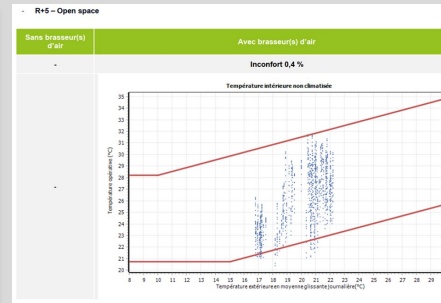 - R+5 – Open space
Sans brasseur(s) d'air
Avec brasseur(s) d'air
-
Inconfort 0,4 %
-
Température intérieure non climatisée
Température opérative (°C)
35
34
33
32
31
30
29
28
27
26
25
24
23
22
21
20
8 9 10 11 12 13 14 15 16 17 18 19 20 21 22 23 24 25 26 27 28 29
Température extérieure en moyenne glissante journalière(°C)